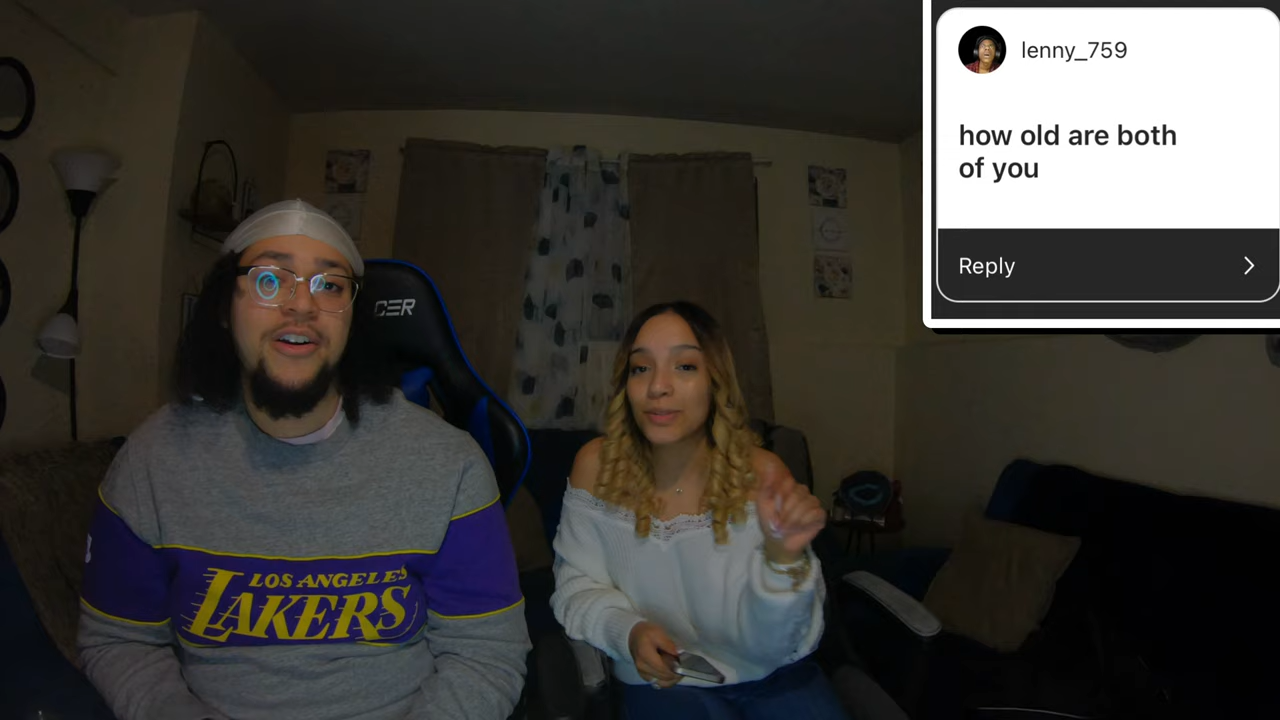 lenny_759
how old are both
of you
Reply
CER
LOS ANGELES
LAKERS